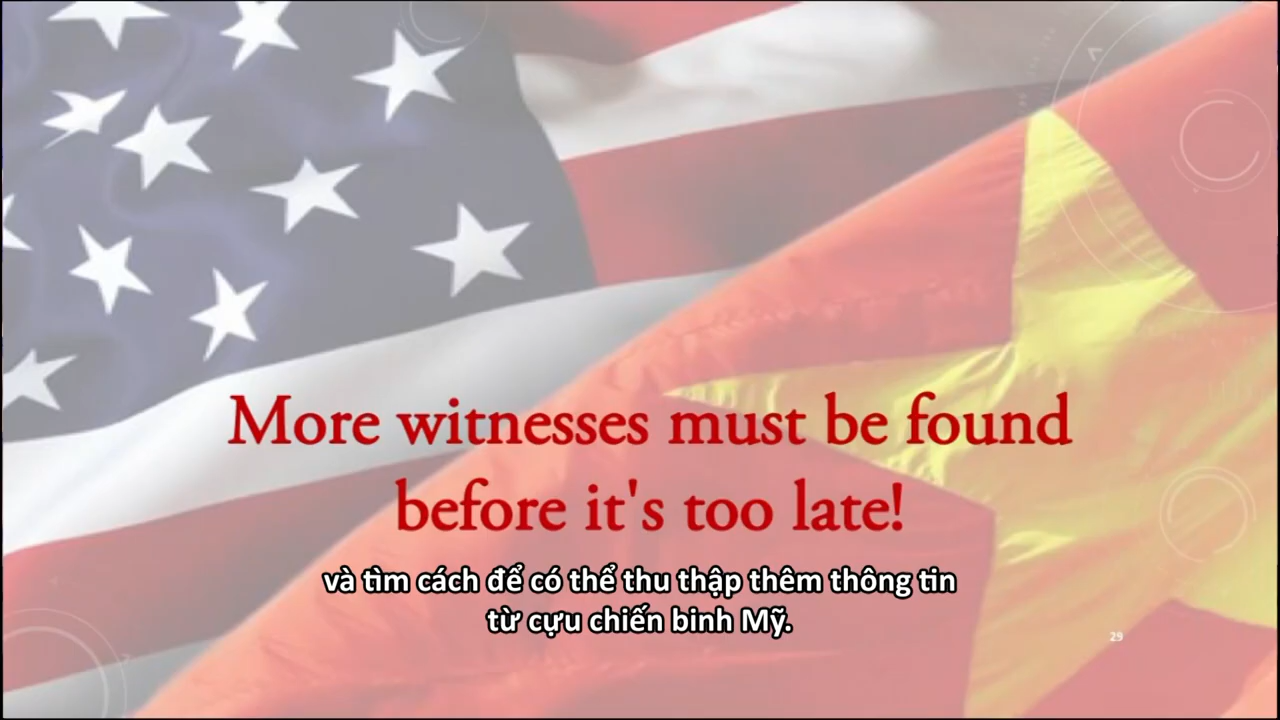 More witnesses must be found
before it's too late!
và tìm cách để có thể thu thập thêm thông tin
từ cựu chiến binh Mỹ.
29